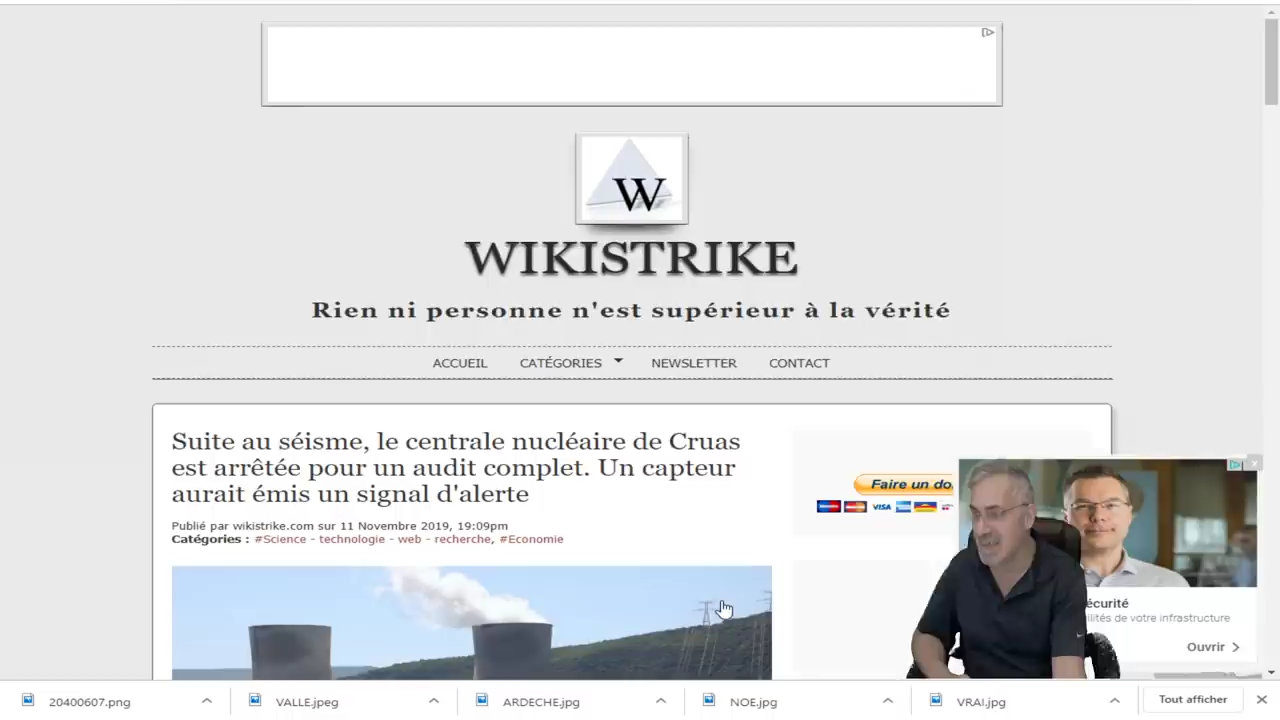 W
WIKISTRIKE
Rien ni personne n'est supérieur à la vérité
ACCUEIL CATÉGORIES NEWSLETTER CONTACT
Suite au séisme, le centrale nucléaire de Cruas
est arrêtée pour un audit complet. Un capteur
aurait émis un signal d'alerte
Publié par wikistrike.com sur 11 Novembre 2019, 19:09pm
Catégories : #Science - technologie - web - recherche, #Economie
Faire un do
VISA
écurité
ilités de votre infrastructure
Ouvrir
20400607.png VALLE.jpeg ARDECHE.jpg NOE.jpg VRAI.jpg Tout afficher